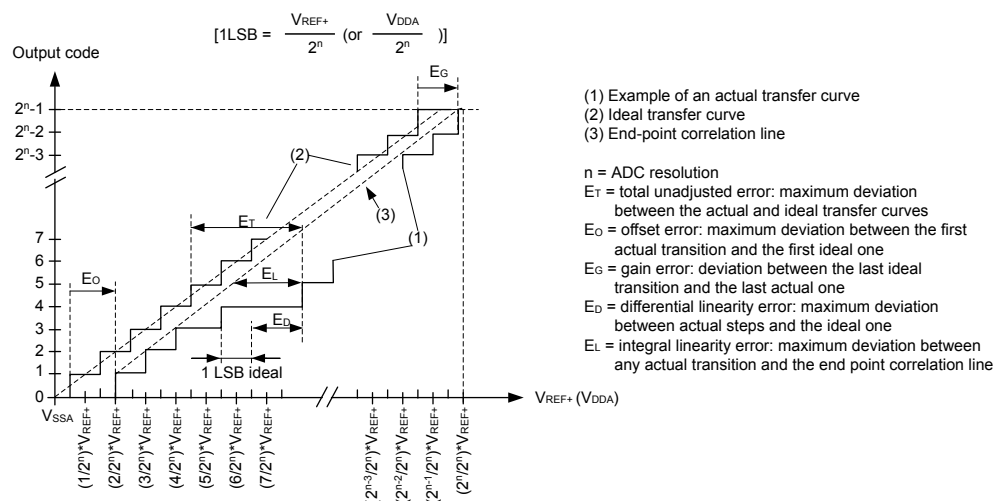 [1LSB = VREF+ / 2ⁿ (or VDDA / 2ⁿ )]
Output code
EG
2ⁿ-1
2ⁿ-2
2ⁿ-3
7
6
5
4
3
2
1
0
(2)
(3)
(1)
ET
EO
EL
ED
1 LSB ideal
VSSA
VREF+ (VDDA)
(1/2ⁿ)*VREF+
(2/2ⁿ)*VREF+
(3/2ⁿ)*VREF+
(4/2ⁿ)*VREF+
(5/2ⁿ)*VREF+
(6/2ⁿ)*VREF+
(7/2ⁿ)*VREF+
(2ⁿ-3/2ⁿ)*VREF+
(2ⁿ-2/2ⁿ)*VREF+
(2ⁿ-1/2ⁿ)*VREF+
(2ⁿ/2ⁿ)*VREF+
(1) Example of an actual transfer curve
(2) Ideal transfer curve
(3) End-point correlation line
n = ADC resolution
ET = total unadjusted error: maximum deviation
between the actual and ideal transfer curves
EO = offset error: maximum deviation between the first
actual transition and the first ideal one
EG = gain error: deviation between the last ideal
transition and the last actual one
ED = differential linearity error: maximum deviation
between actual steps and the ideal one
EL = integral linearity error: maximum deviation between
any actual transition and the end point correlation line